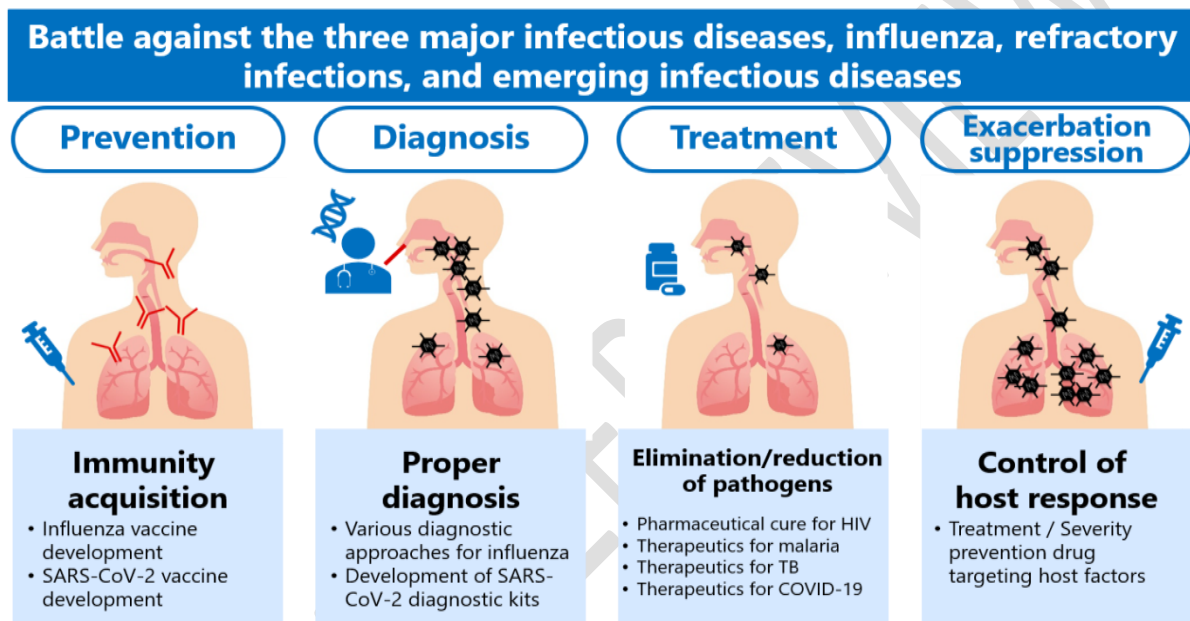 Battle against the three major infectious diseases, influenza, refractory
infections, and emerging infectious diseases
Prevention
Diagnosis
Treatment
Exacerbation
suppression
Immunity
acquisition
• Influenza vaccine
development
• SARS-CoV-2 vaccine
development
Proper
diagnosis
• Various diagnostic
approaches for influenza
• Development of SARS-
CoV-2 diagnostic kits
Elimination/reduction
of pathogens
• Pharmaceutical cure for HIV
• Therapeutics for malaria
• Therapeutics for TB
• Therapeutics for COVID-19
Control of
host response
• Treatment / Severity
prevention drug
targeting host factors